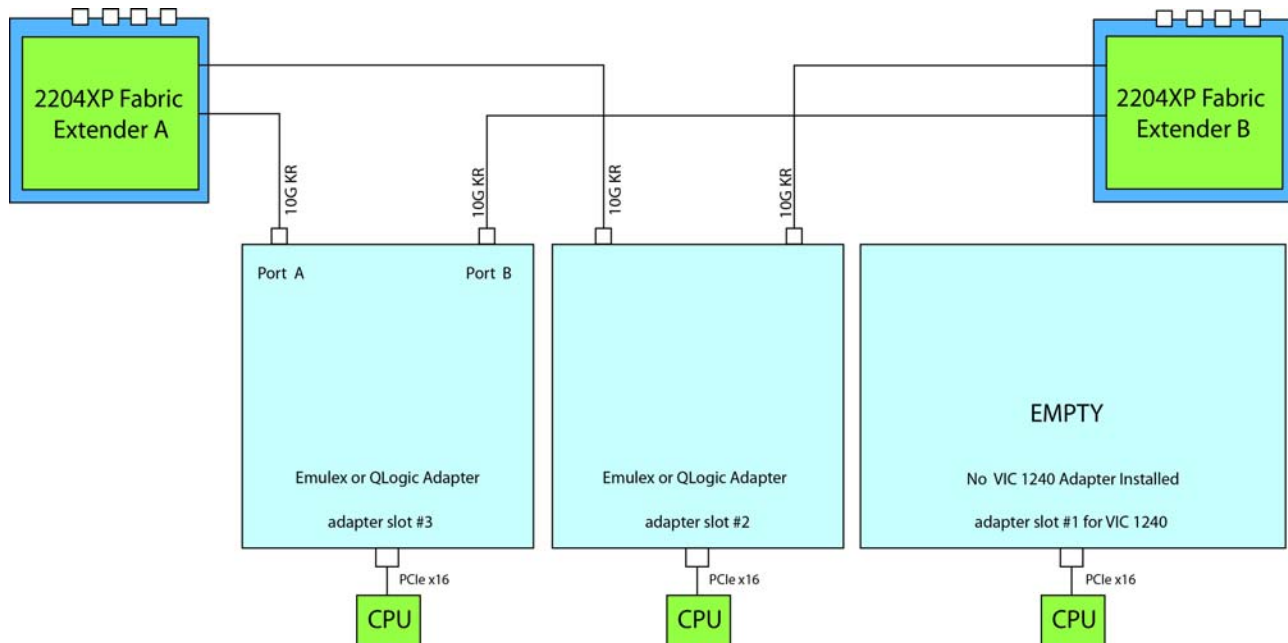 2204XP Fabric
Extender A
2204XP Fabric
Extender B
10G KR
10G KR
10G KR
10G KR
Port A
Port B
Emulex or QLogic Adapter
adapter slot #3
Emulex or QLogic Adapter
adapter slot #2
EMPTY
No VIC 1240 Adapter Installed
adapter slot #1 for VIC 1240
PCIe x16
PCIe x16
PCIe x16
CPU
CPU
CPU